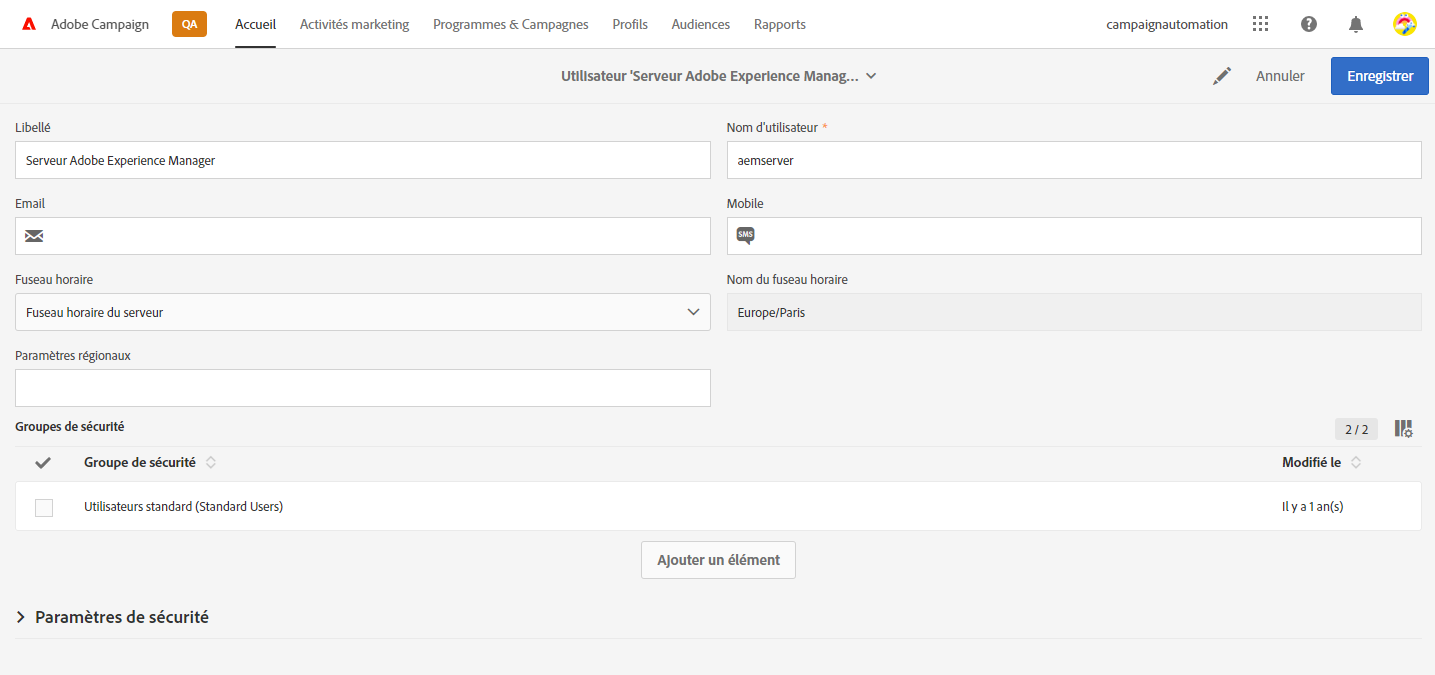 Adobe Campaign QA Accueil Activités marketing Programmes & Campagnes Profils Audiences Rapports campaignautomation
Utilisateur 'Serveur Adobe Experience Manag... Annuler Enregistrer
Libellé Nom d'utilisateur *
Serveur Adobe Experience Manager aemserver
Email Mobile
SMS
Fuseau horaire Nom du fuseau horaire
Fuseau horaire du serveur Europe/Paris
Paramètres régionaux
Groupes de sécurité 2 / 2
Groupe de sécurité Modifié le
Utilisateurs standard (Standard Users) Il y a 1 an(s)
Ajouter un élément
Paramètres de sécurité